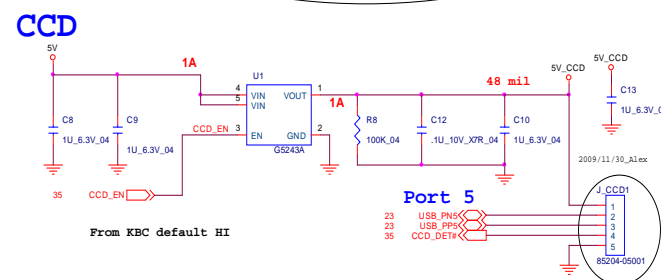 CCD
5V
1A
C8
1U_6.3V_04
C9
1U_6.3V_04
U1
4 VIN VOUT 1
5 VIN
CCD_EN 3 EN GND 2
G5243A
1A
48 mil
R8
100K_04
C12
.1U_10V_X7R_04
C10
1U_6.3V_04
5V_CCD
5V_CCD
C13
1U_6.3V_0
2009/11/30_Alex
35 CCD_EN
From KBC default HI
Port 5
23 USB_PN5
23 USB_PP5
35 CCD_DET#
J_CCD1
1
2
3
4
5
85204-05001